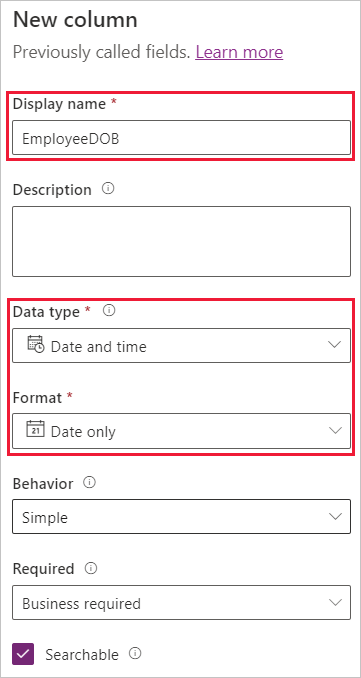 New column
Previously called fields. Learn more
Display name *
EmployeeDOB
Description
Data type *
Date and time
Format *
21 Date only
Behavior
Simple
Required
Business required
Searchable